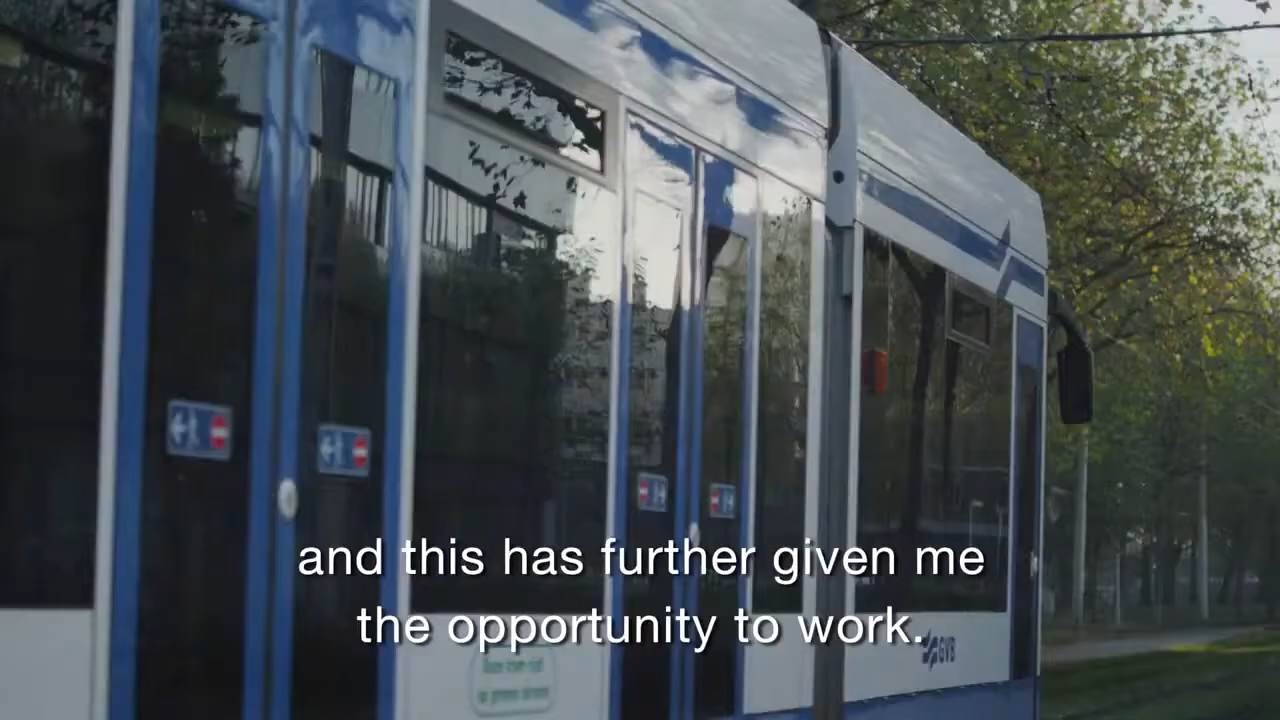 and this has further given me
the opportunity to work.
GVB